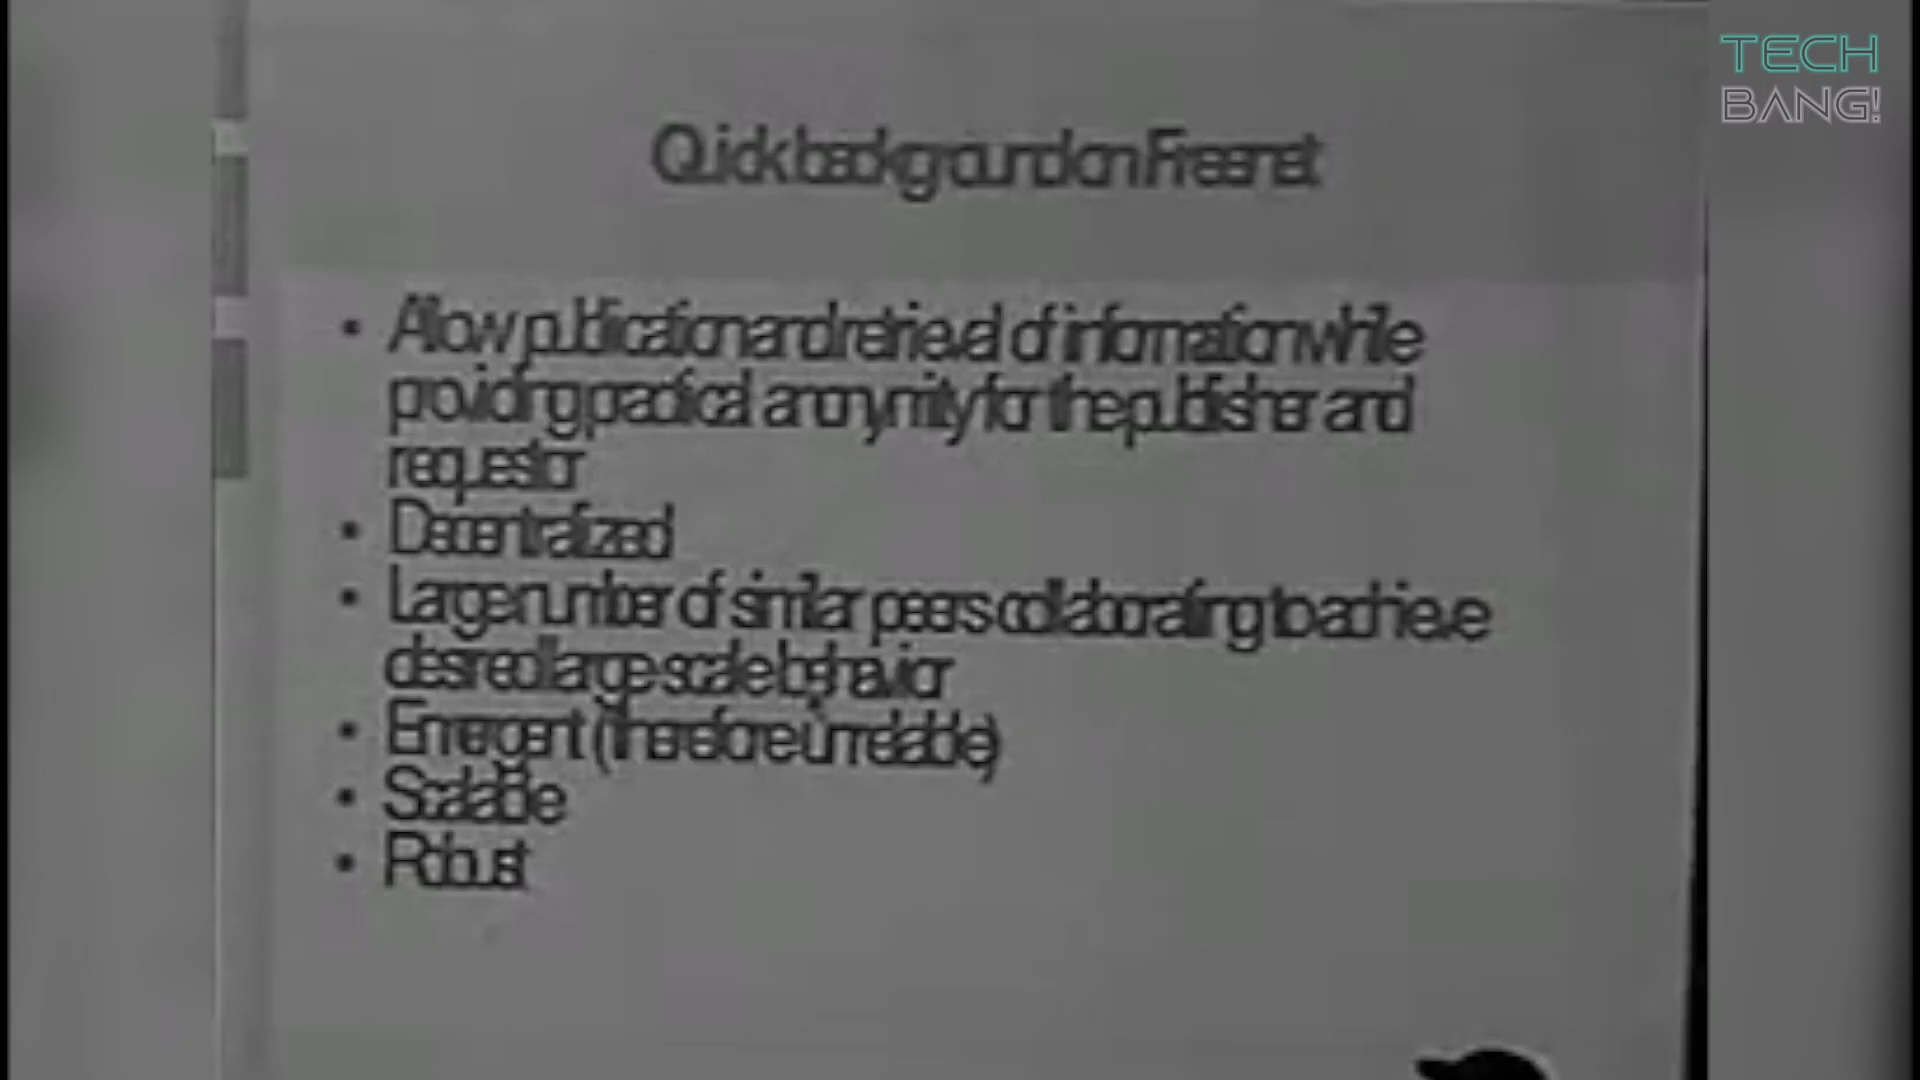 TECH
BANG!
Quick background on Freenet
• Allow publication and retrieval of information while
providing practical anonymity for the publisher and
requestor
• Decentralized
• Large number of similar peers collaborating to achieve
desired large scale behavior
• Emergent (therefore unreliable)
• Scalable
• Robust